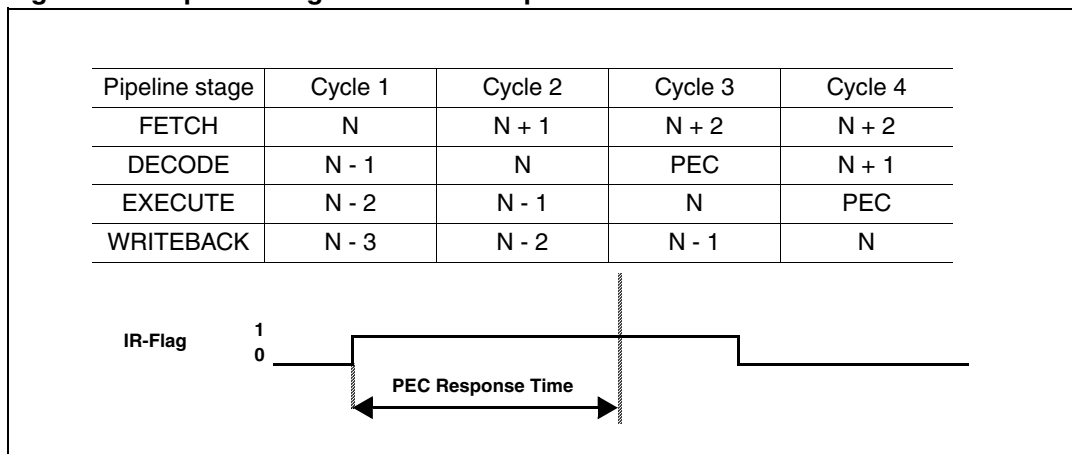 Pipeline stage Cycle 1 Cycle 2 Cycle 3 Cycle 4
FETCH N N + 1 N + 2 N + 2
DECODE N - 1 N PEC N + 1
EXECUTE N - 2 N - 1 N PEC
WRITEBACK N - 3 N - 2 N - 1 N
IR-Flag 1
0
PEC Response Time